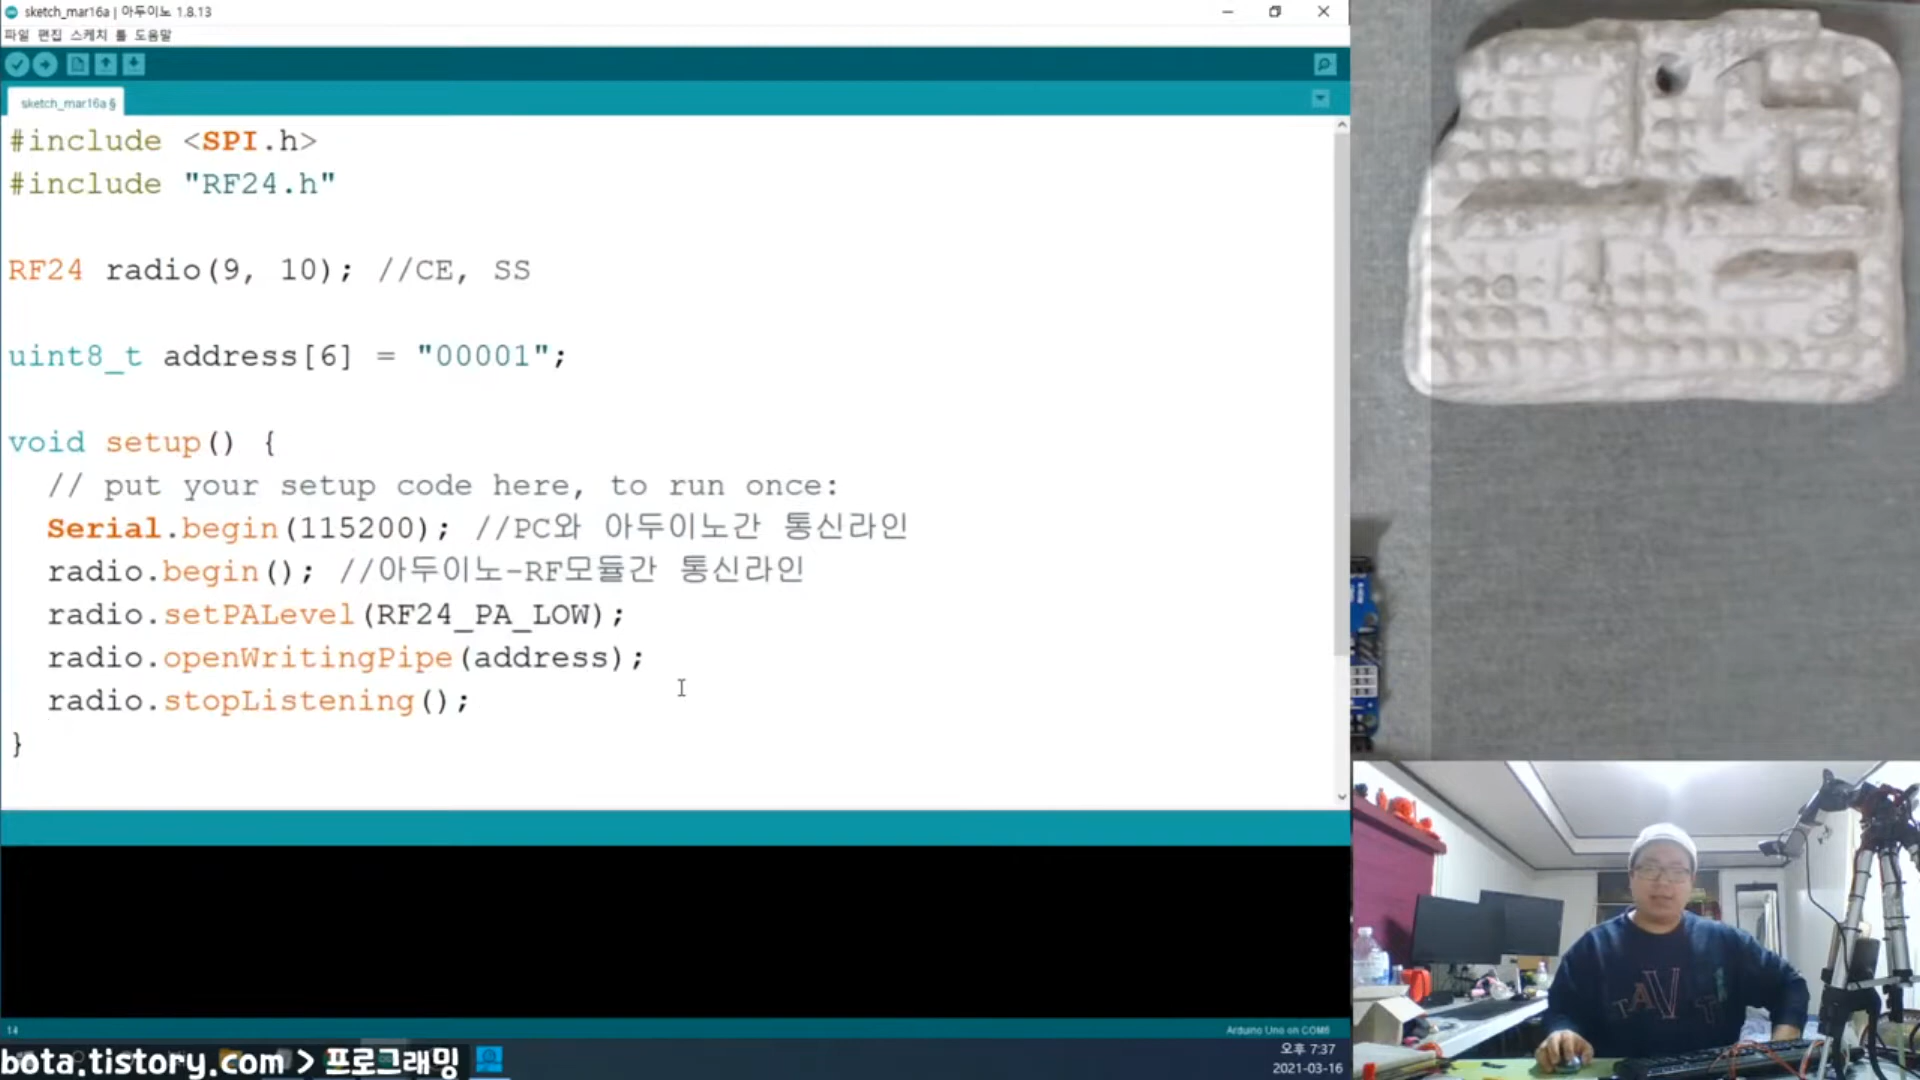 sketch_mar16a | 아두이노 1.8.13
파일 편집 스케치 툴 도움말
sketch_mar16a §
#include <SPI.h>
#include "RF24.h"
RF24 radio(9, 10); //CE, SS
uint8_t address[6] = "00001";
void setup() {
// put your setup code here, to run once:
Serial.begin(115200); //PC와 아두이노간 통신라인
radio.begin(); //아두이노-RF모듈간 통신라인
radio.setPALevel(RF24_PA_LOW);
radio.openWritingPipe(address);
radio.stopListening();
}
14
Arduino Uno on COM6
bota.tistory.com > 프로그래밍
오후 7:37
2021-03-16